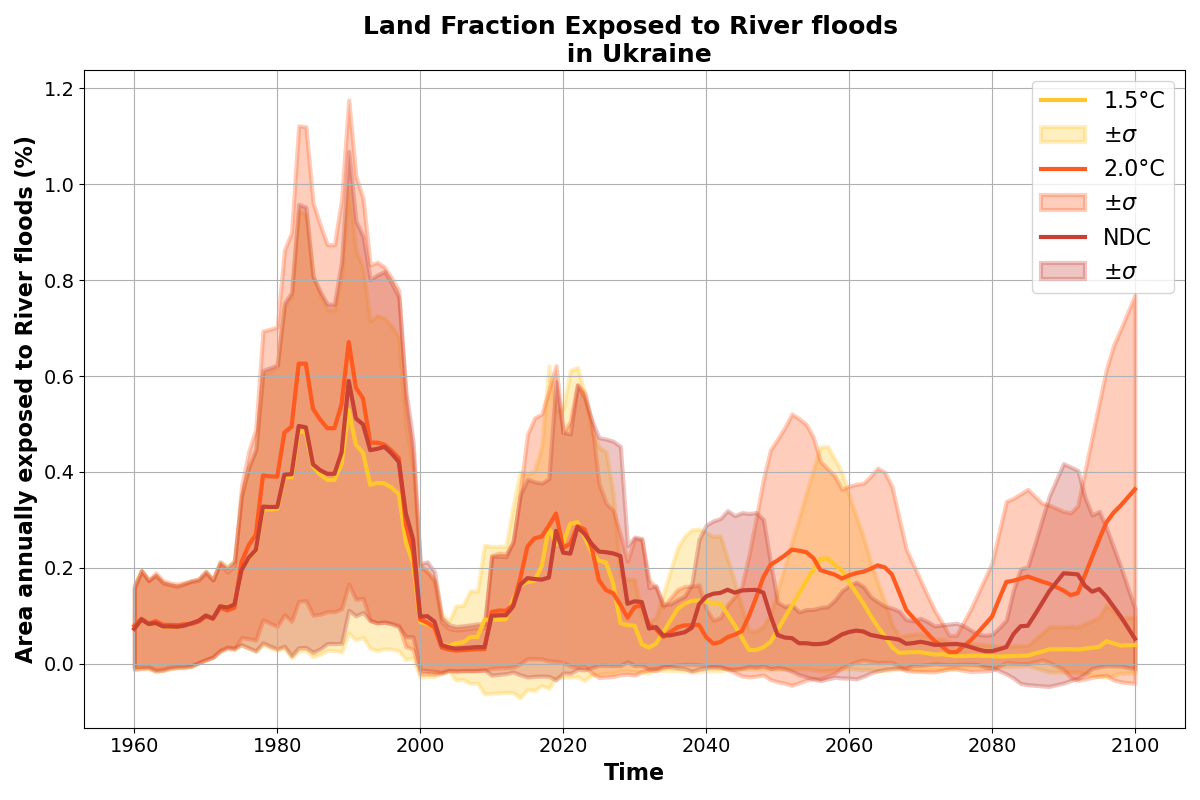 Land Fraction Exposed to River floods
in Ukraine
Area annually exposed to River floods (%)
1.2
1.0
0.8
0.6
0.4
0.2
0.0
1960 1980 2000 2020 2040 2060 2080 2100
Time
1.5°C
±σ
2.0°C
±σ
NDC
±σ